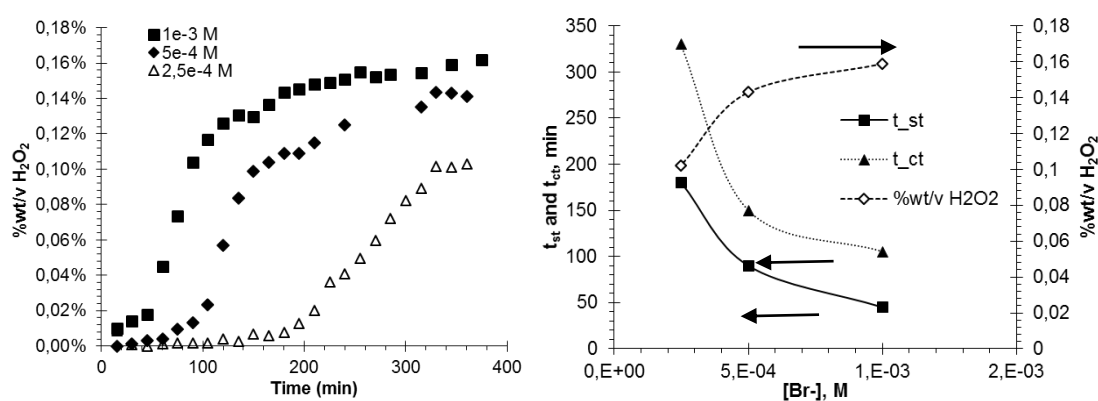 0,18%
0,16%
0,14%
0,12%
0,10%
0,08%
0,06%
0,04%
0,02%
0,00%
%wt/v H2O2
1e-3 M
5e-4 M
2,5e-4 M
0 100 200 300 400
Time (min)
350
300
250
200
150
100
50
0
t_st and t_ct, min
t_st
t_ct
%wt/v H2O2
0,18
0,16
0,14
0,12
0,1
0,08
0,06
0,04
0,02
0
%wt/v H2O2
0,E+00 5,E-04 1,E-03 2,E-03
[Br-], M